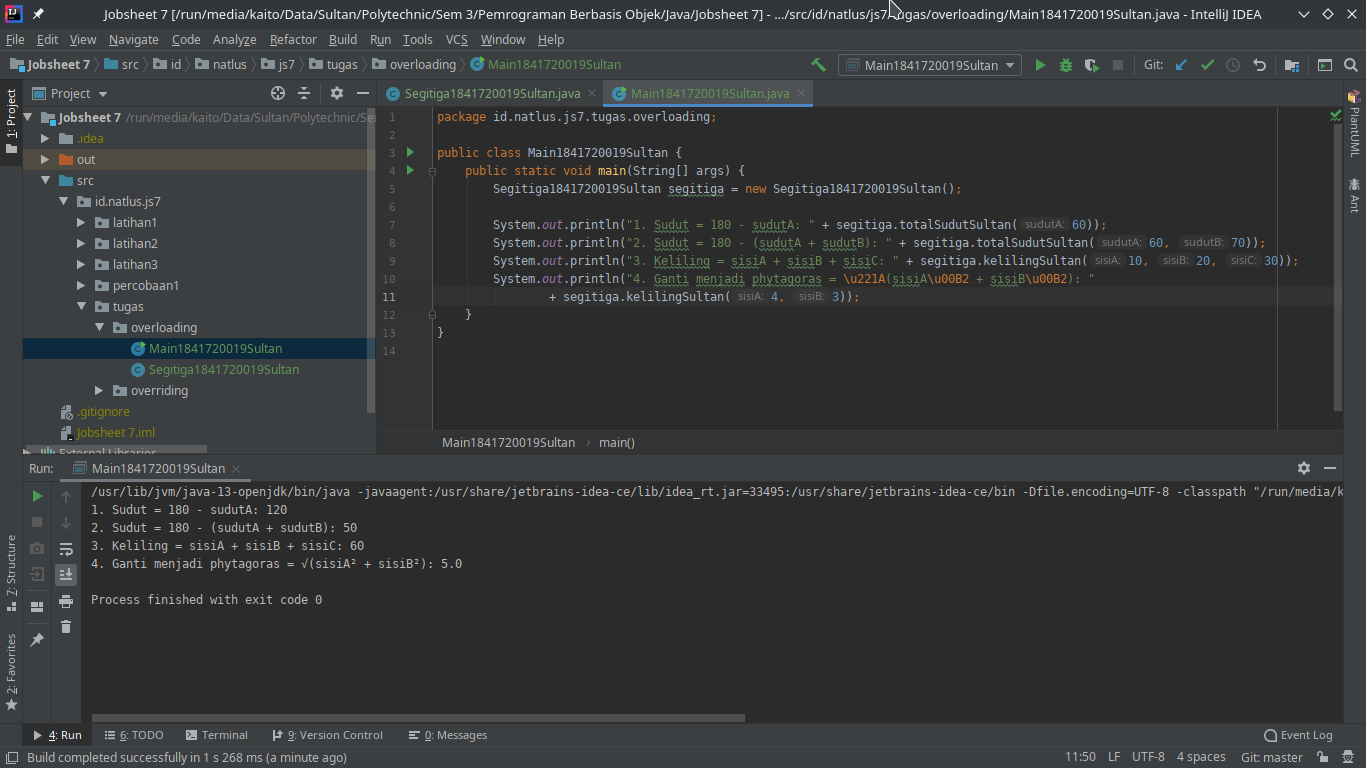 Jobsheet 7 [/run/media/kaito/Data/Sultan/Polytechnic/Sem 3/Pemrograman Berbasis Objek/Java/Jobsheet 7] - .../src/id/natlus/js7/tugas/overloading/Main1841720019Sultan.java - IntelliJ IDEA
File Edit View Navigate Code Analyze Refactor Build Run Tools VCS Window Help
Jobsheet 7 src id natlus js7 tugas overloading Main1841720019Sultan Main1841720019Sultan Git:
1: Project
Project
Segitiga1841720019Sultan.java Main1841720019Sultan.java
Jobsheet 7 /run/media/kaito/Data/Sultan/Polytechnic/Se
.idea
out
src
id.natlus.js7
latihan1
latihan2
latihan3
percobaan1
tugas
overloading
Main1841720019Sultan
Segitiga1841720019Sultan
overriding
.gitignore
Jobsheet 7.iml
External Libraries
1 package id.natlus.js7.tugas.overloading;
2
3 public class Main1841720019Sultan {
4 public static void main(String[] args) {
5 Segitiga1841720019Sultan segitiga = new Segitiga1841720019Sultan();
6
7 System.out.println("1. Sudut = 180 - sudutA: " + segitiga.totalSudutSultan( sudutA: 60));
8 System.out.println("2. Sudut = 180 - (sudutA + sudutB): " + segitiga.totalSudutSultan( sudutA: 60, sudutB: 70));
9 System.out.println("3. Keliling = sisiA + sisiB + sisiC: " + segitiga.kelilingSultan( sisiA: 10, sisiB: 20, sisiC: 30));
10 System.out.println("4. Ganti menjadi phytagoras = \u221A(sisiA\u00B2 + sisiB\u00B2): "
11 + segitiga.kelilingSultan( sisiA: 4, sisiB: 3));
12 }
13 }
14
Main1841720019Sultan main()
PlantUML
Ant
Run: Main1841720019Sultan
/usr/lib/jvm/java-13-openjdk/bin/java -javaagent:/usr/share/jetbrains-idea-ce/lib/idea_rt.jar=33495:/usr/share/jetbrains-idea-ce/bin -Dfile.encoding=UTF-8 -classpath "/run/media/k
1. Sudut = 180 - sudutA: 120
2. Sudut = 180 - (sudutA + sudutB): 50
3. Keliling = sisiA + sisiB + sisiC: 60
4. Ganti menjadi phytagoras = √(sisiA² + sisiB²): 5.0
Process finished with exit code 0
7: Structure
2: Favorites
4: Run 6: TODO Terminal 9: Version Control 0: Messages Event Log
Build completed successfully in 1 s 268 ms (a minute ago) 11:50 LF UTF-8 4 spaces Git: master